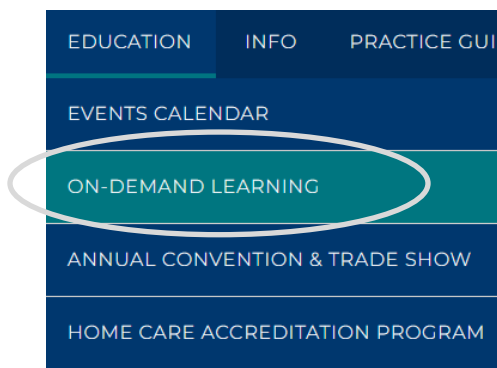 EDUCATION INFO PRACTICE GUI
EVENTS CALENDAR
ON-DEMAND LEARNING
ANNUAL CONVENTION & TRADE SHOW
HOME CARE ACCREDITATION PROGRAM